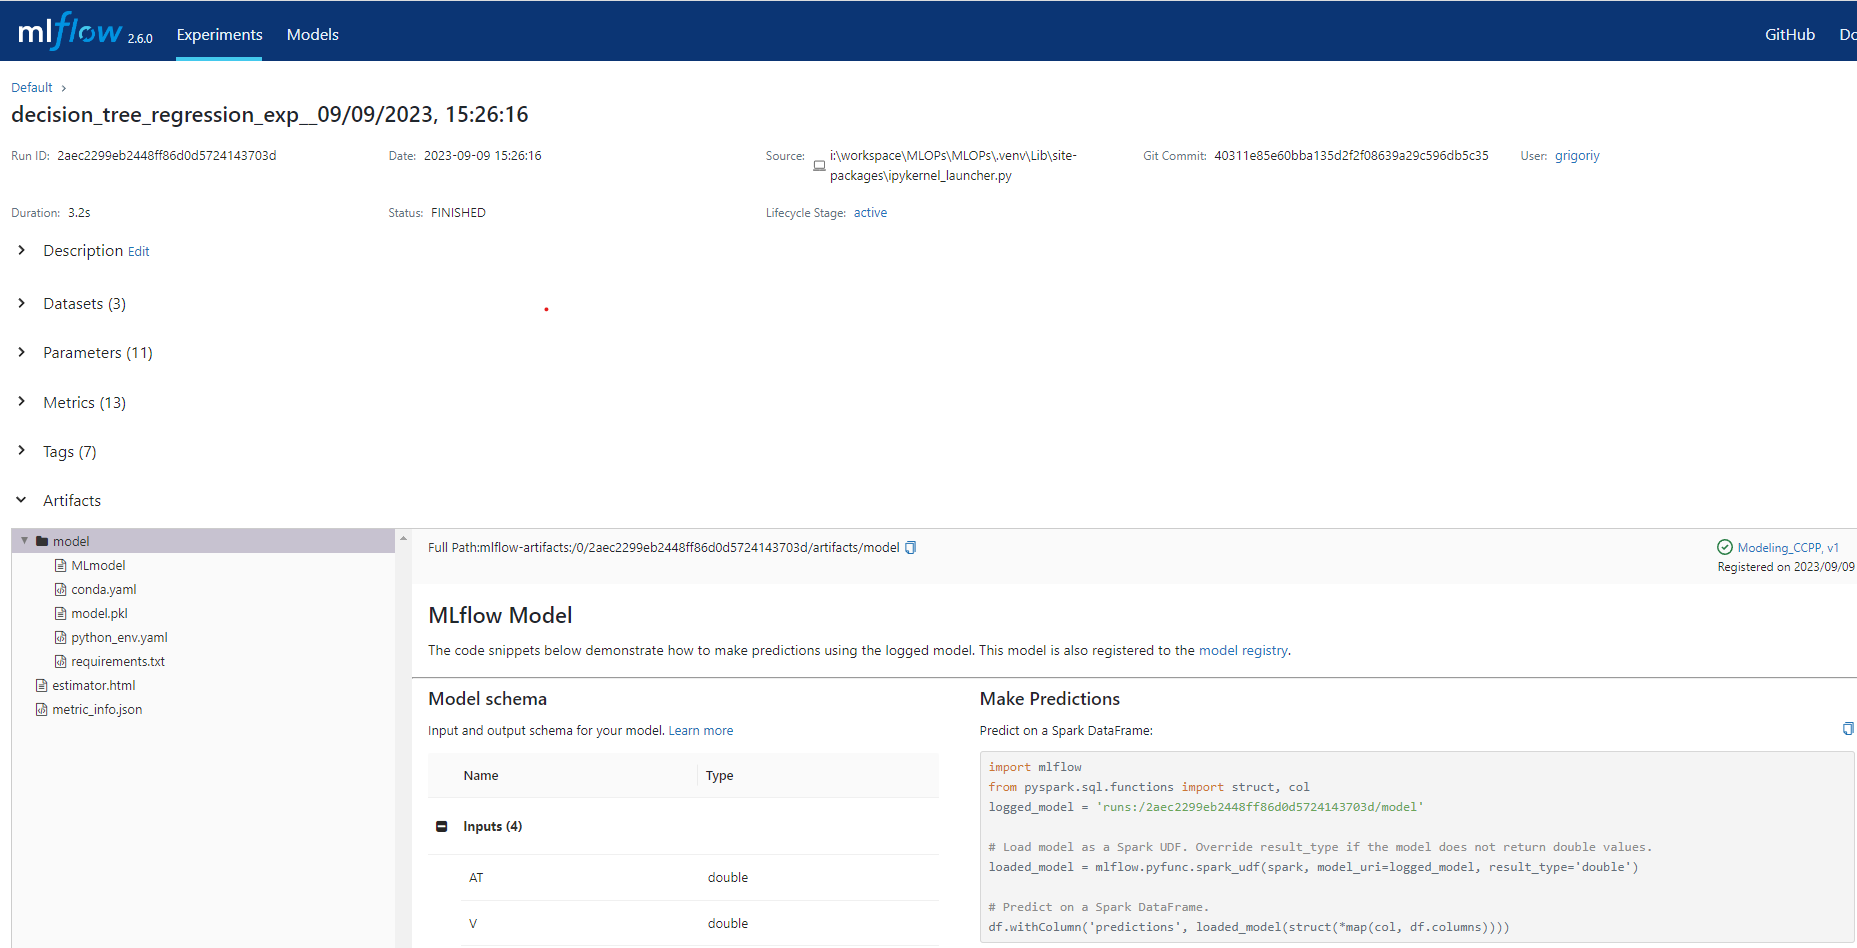 mlflow 2.6.0 Experiments Models GitHub
Default
decision_tree_regression_exp__09/09/2023, 15:26:16
Run ID: 2aec2299eb2448ff86d0d5724143703d Date: 2023-09-09 15:26:16 Source: i:\workspace\MLOPs\MLOPs\.venv\Lib\site-packages\ipykernel_launcher.py Git Commit: 40311e85e60bba135d2f2f08639a29c596db5c35 User: grigoriy
Duration: 3.2s Status: FINISHED Lifecycle Stage: active
Description Edit
Datasets (3)
Parameters (11)
Metrics (13)
Tags (7)
Artifacts
model
MLmodel
conda.yaml
model.pkl
python_env.yaml
requirements.txt
estimator.html
metric_info.json
Full Path:mlflow-artifacts:/0/2aec2299eb2448ff86d0d5724143703d/artifacts/model
Modeling_CCPP, v1
Registered on 2023/09/09
MLflow Model
The code snippets below demonstrate how to make predictions using the logged model. This model is also registered to the model registry.
Model schema
Input and output schema for your model. Learn more
Name Type
Inputs (4)
AT double
V double
Make Predictions
Predict on a Spark DataFrame:
import mlflow
from pyspark.sql.functions import struct, col
logged_model = 'runs:/2aec2299eb2448ff86d0d5724143703d/model'
# Load model as a Spark UDF. Override result_type if the model does not return double values.
loaded_model = mlflow.pyfunc.spark_udf(spark, model_uri=logged_model, result_type='double')
# Predict on a Spark DataFrame.
df.withColumn('predictions', loaded_model(struct(*map(col, df.columns))))